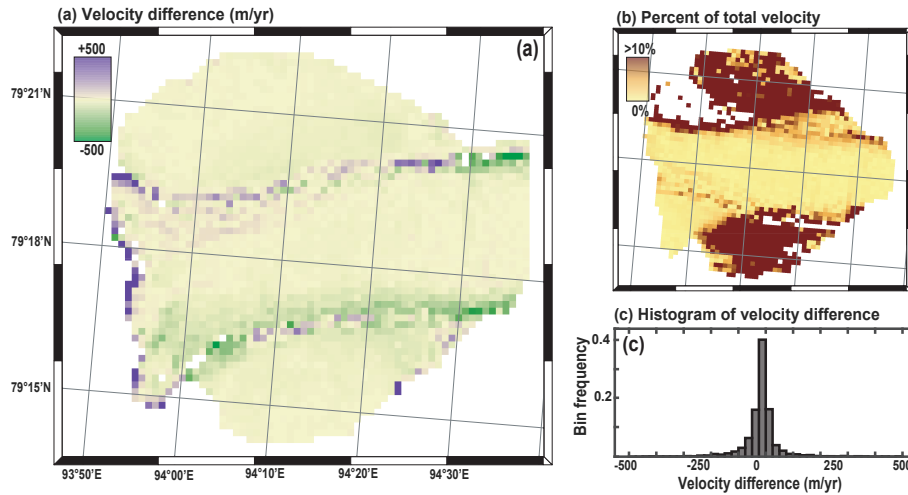 (a) Velocity difference (m/yr)
+500
-500
(a)
79°21'N
79°18'N
79°15'N
93°50'E
94°00'E
94°10'E
94°20'E
94°30'E
(b) Percent of total velocity
>10%
0%
(c) Histogram of velocity difference
(c)
Bin frequency
0.4
0.2
-500
-250
0
250
500
Velocity difference (m/yr)